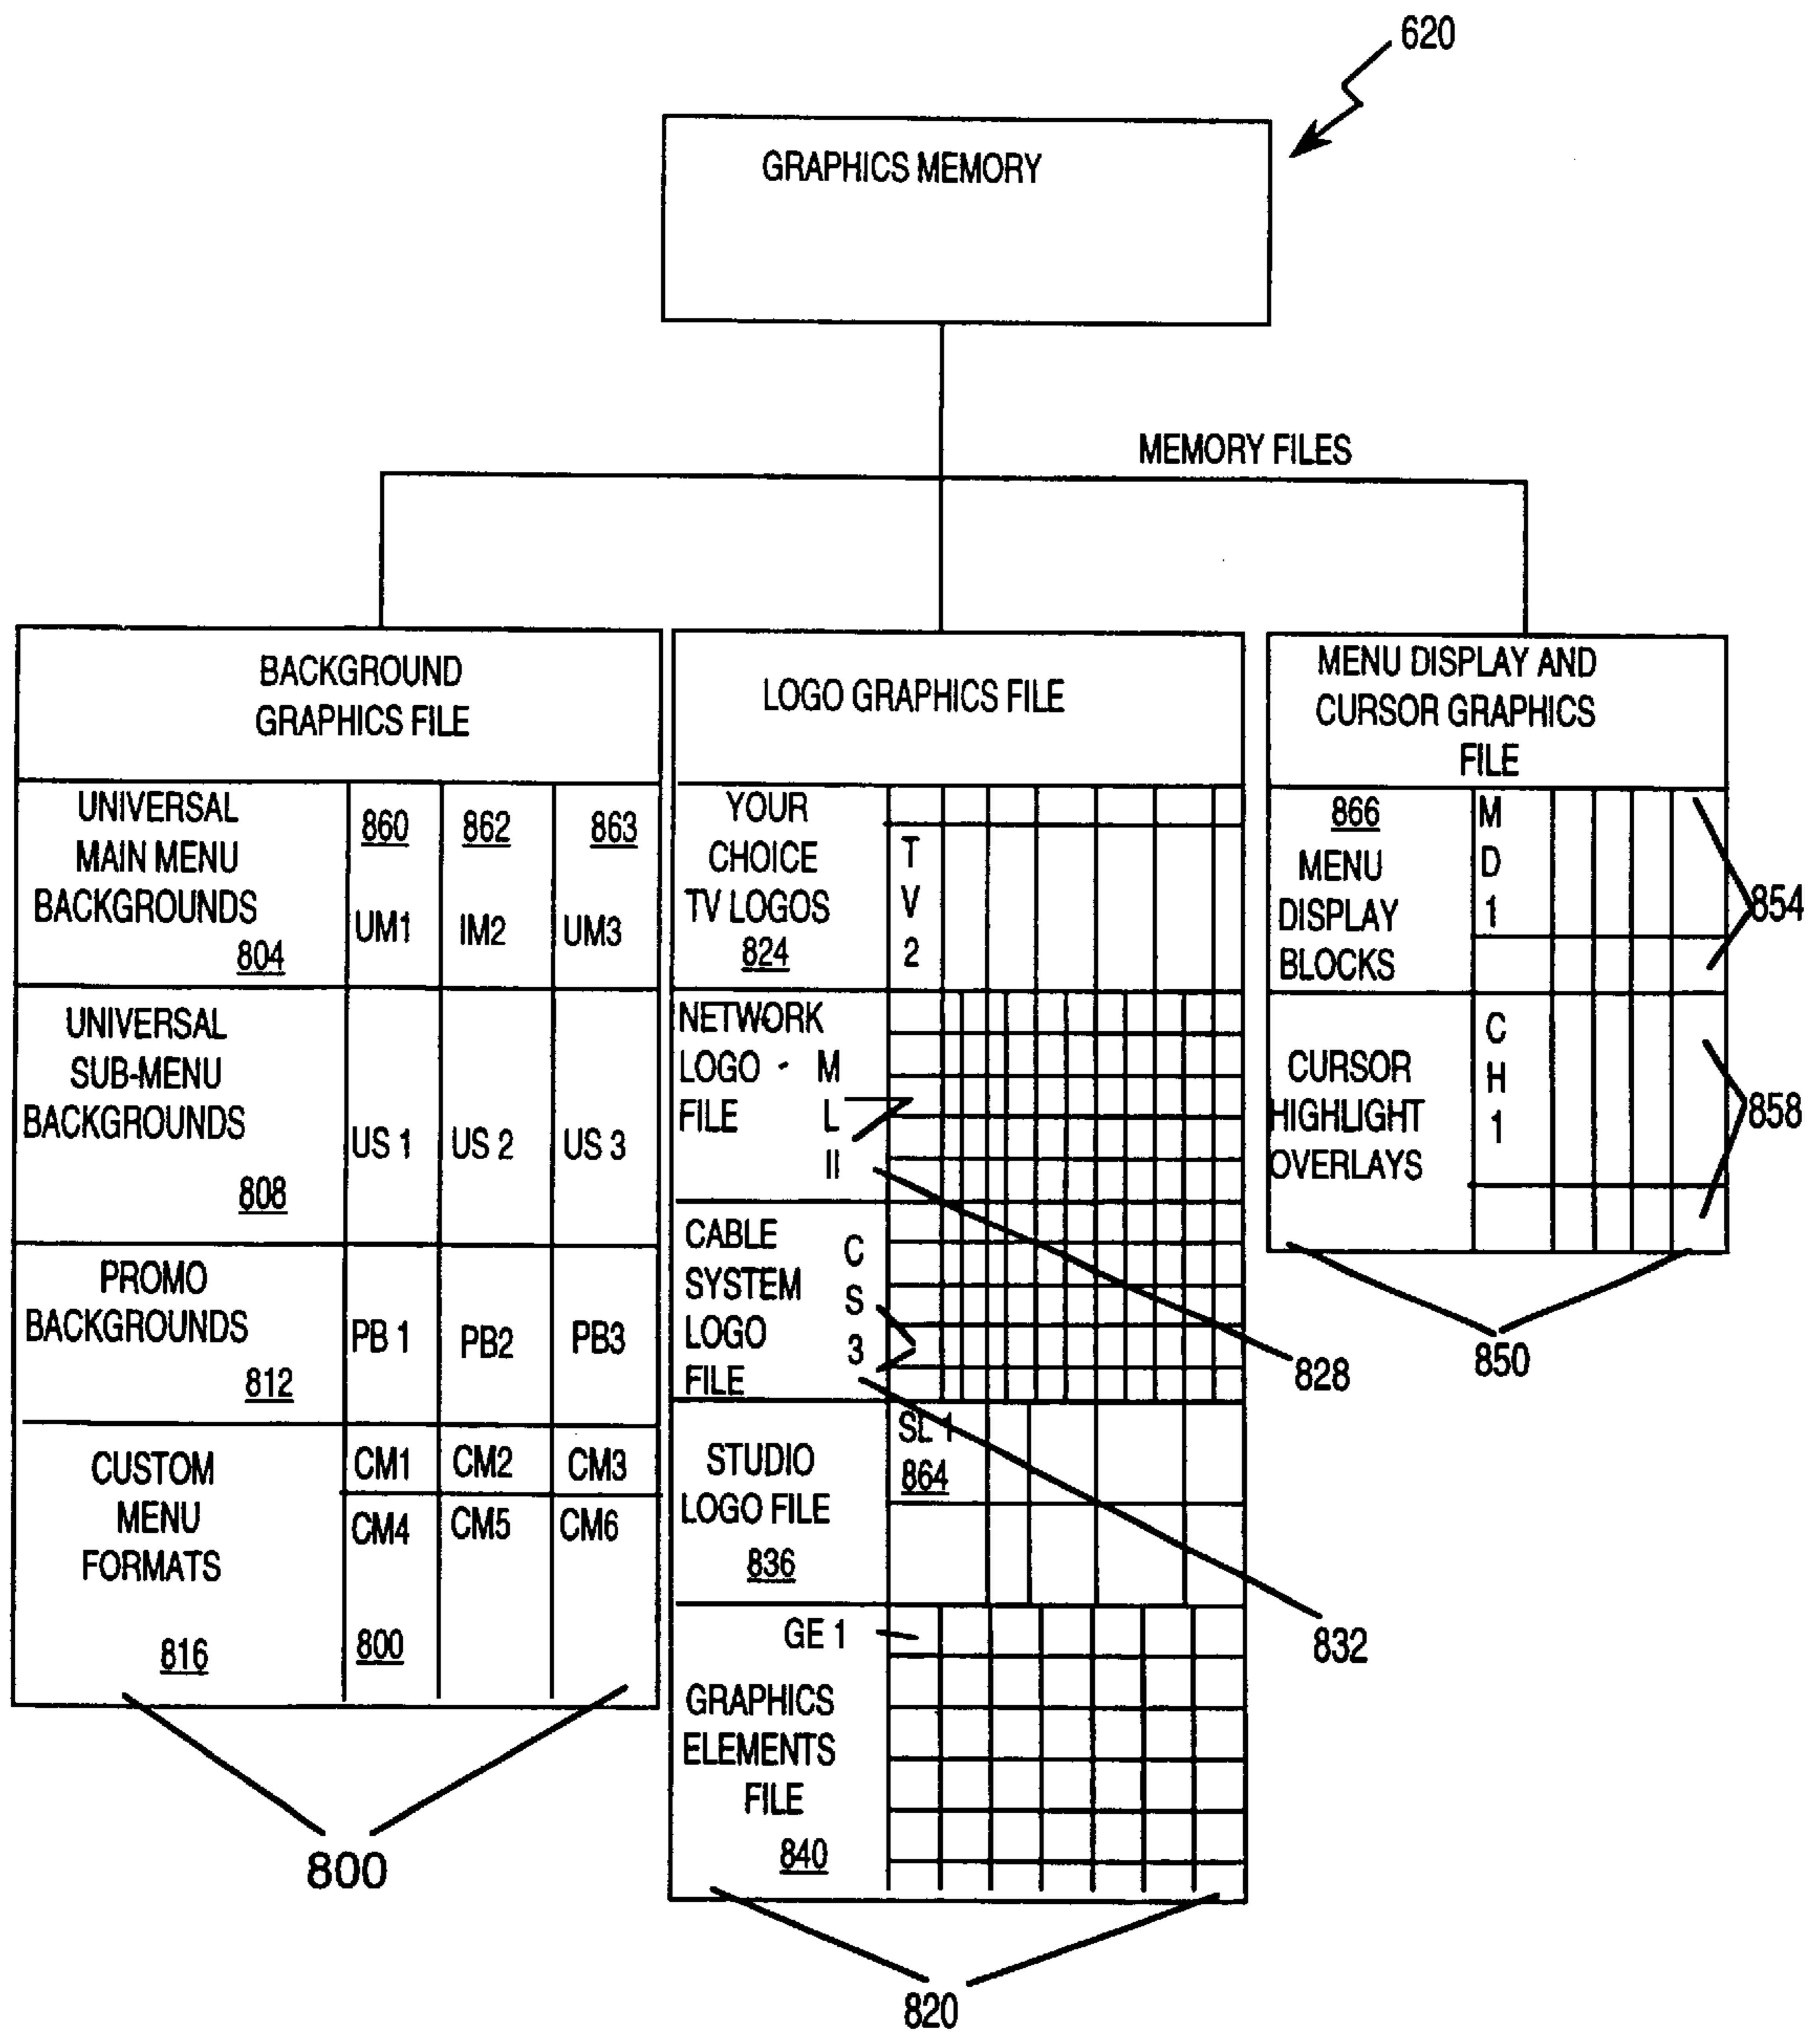 620
GRAPHICS MEMORY
MEMORY FILES
BACKGROUND
GRAPHICS FILE
UNIVERSAL
MAIN MENU
BACKGROUNDS
804
860
862
863
UM1
IM2
UM3
UNIVERSAL
SUB-MENU
BACKGROUNDS
808
US 1
US 2
US 3
PROMO
BACKGROUNDS
812
PB 1
PB2
PB3
CUSTOM
MENU
FORMATS
816
CM1
CM2
CM3
CM4
CM5
CM6
800
800
LOGO GRAPHICS FILE
YOUR
CHOICE
TV LOGOS
824
T
V
2
NETWORK
LOGO - M
FILE L
II
828
CABLE
SYSTEM
LOGO
FILE
C
S
3
832
STUDIO
LOGO FILE
836
SL 1
864
GE 1
GRAPHICS
ELEMENTS
FILE
840
820
MENU DISPLAY AND
CURSOR GRAPHICS
FILE
866
MENU
DISPLAY
BLOCKS
M
D
1
854
CURSOR
HIGHLIGHT
OVERLAYS
C
H
1
858
850